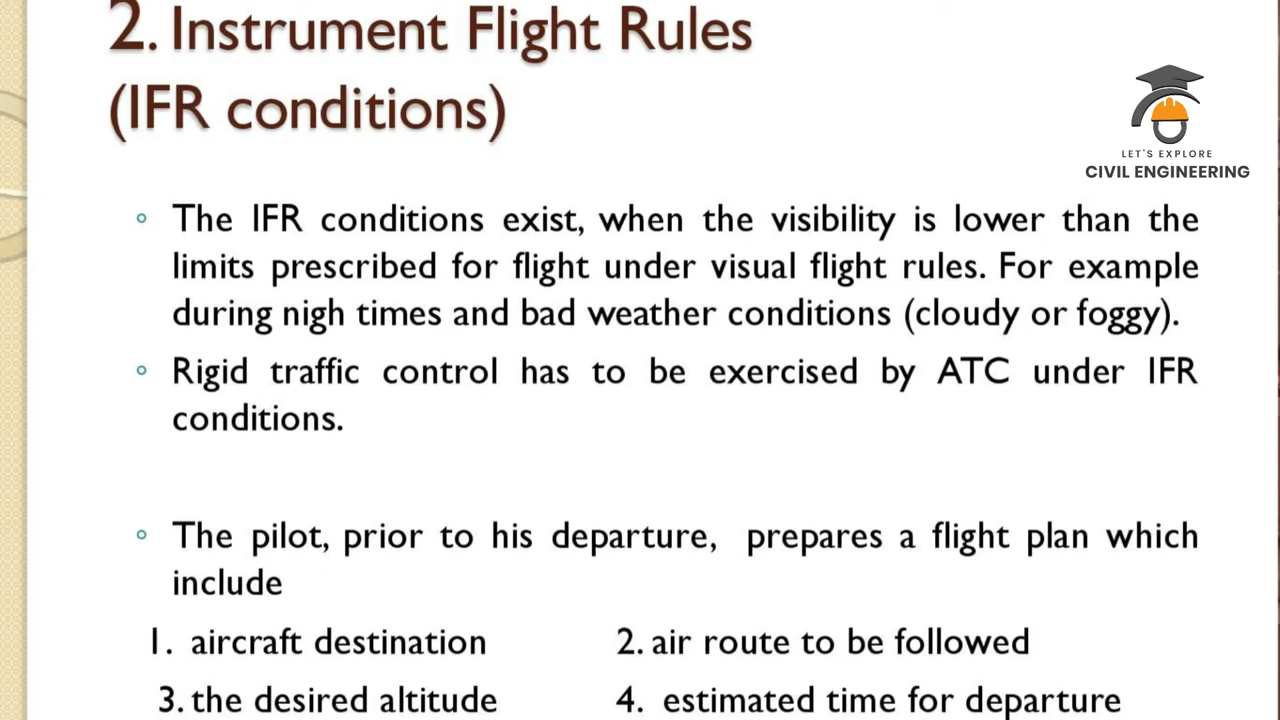 2. Instrument Flight Rules
(IFR conditions)
LET'S EXPLORE
CIVIL ENGINEERING
◦ The IFR conditions exist, when the visibility is lower than the
limits prescribed for flight under visual flight rules. For example
during nigh times and bad weather conditions (cloudy or foggy).
◦ Rigid traffic control has to be exercised by ATC under IFR
conditions.
◦ The pilot, prior to his departure, prepares a flight plan which
include
1. aircraft destination 2. air route to be followed
3. the desired altitude 4. estimated time for departure